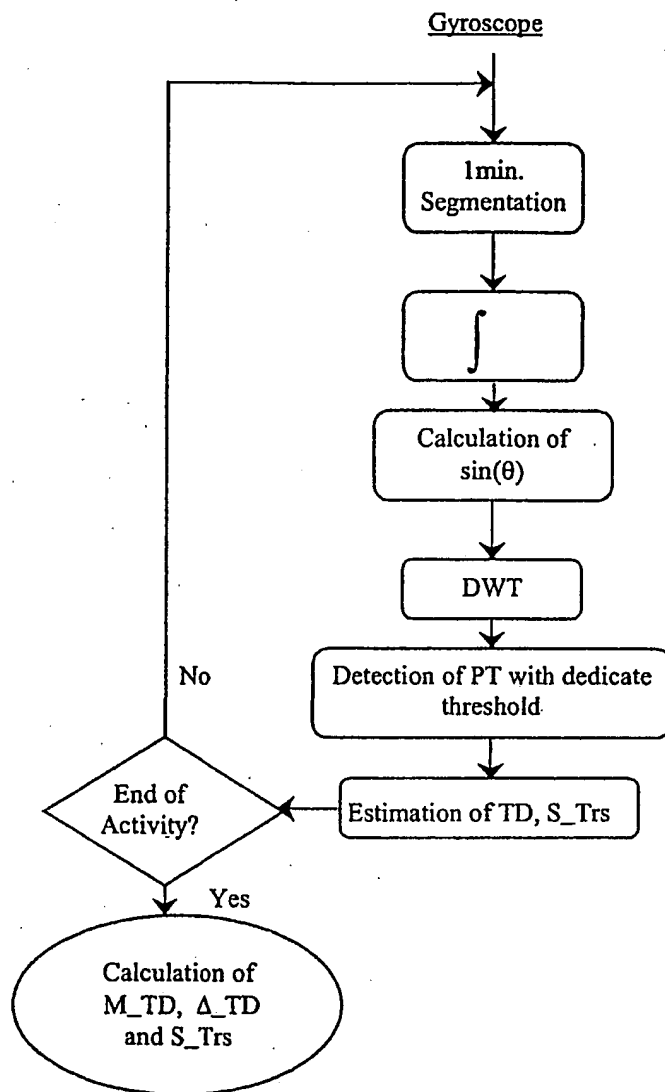 Gyroscope
1min.
Segmentation
∫
Calculation of
sin(θ)
DWT
No
Detection of PT with dedicate
threshold
End of
Activity?
Estimation of TD, S_Trs
Yes
Calculation of
M_TD, Δ_TD
and S_Trs